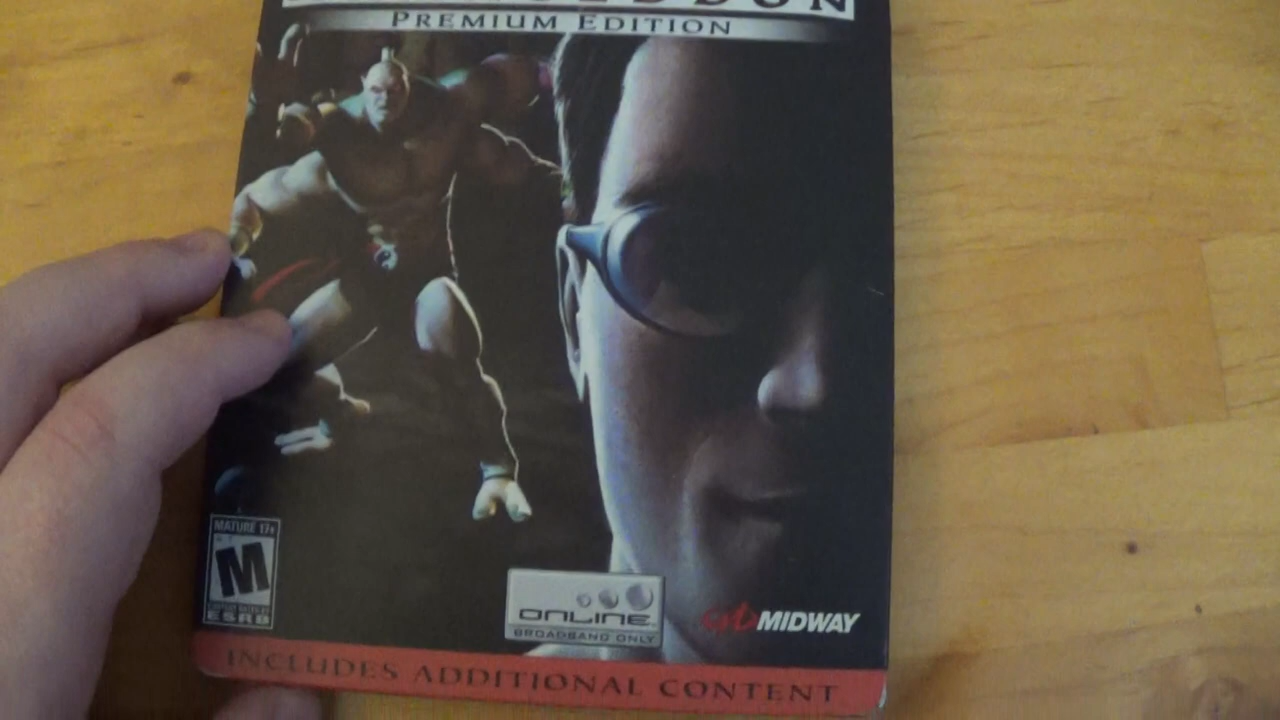 PREMIUM EDITION
MATURE 17+
M
ESRB
ONLINE
BROADBAND ONLY
MIDWAY
INCLUDES ADDITIONAL CONTENT